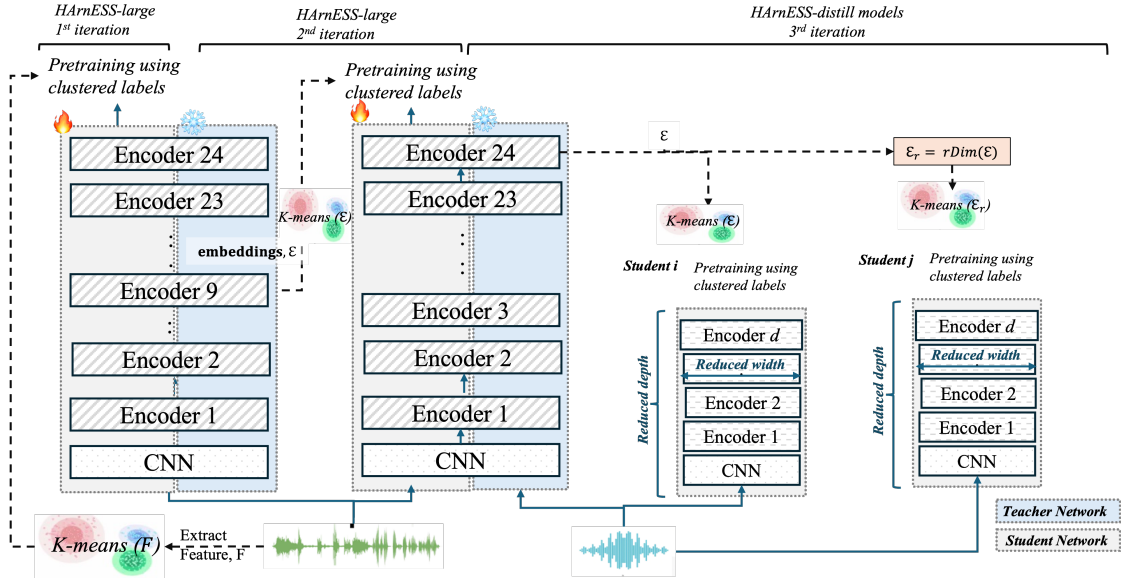 HArnESS-large
1st iteration
HArnESS-large
2nd iteration
HArnESS-distill models
3rd iteration
Pretraining using
clustered labels
Encoder 24
Encoder 23
embeddings, ℰ
Encoder 9
Encoder 2
Encoder 1
CNN
K-means (F)
Extract
Feature, F
K-means (ℰ)
Pretraining using
clustered labels
Encoder 24
Encoder 23
Encoder 3
Encoder 2
Encoder 1
CNN
ℰ
K-means (ℰ)
ℰr = rDim(ℰ)
K-means (ℰr)
Student i
Pretraining using
clustered labels
Reduced depth
Encoder d
Reduced width
Encoder 2
Encoder 1
CNN
Student j
Pretraining using
clustered labels
Reduced depth
Encoder d
Reduced width
Encoder 2
Encoder 1
CNN
Teacher Network
Student Network